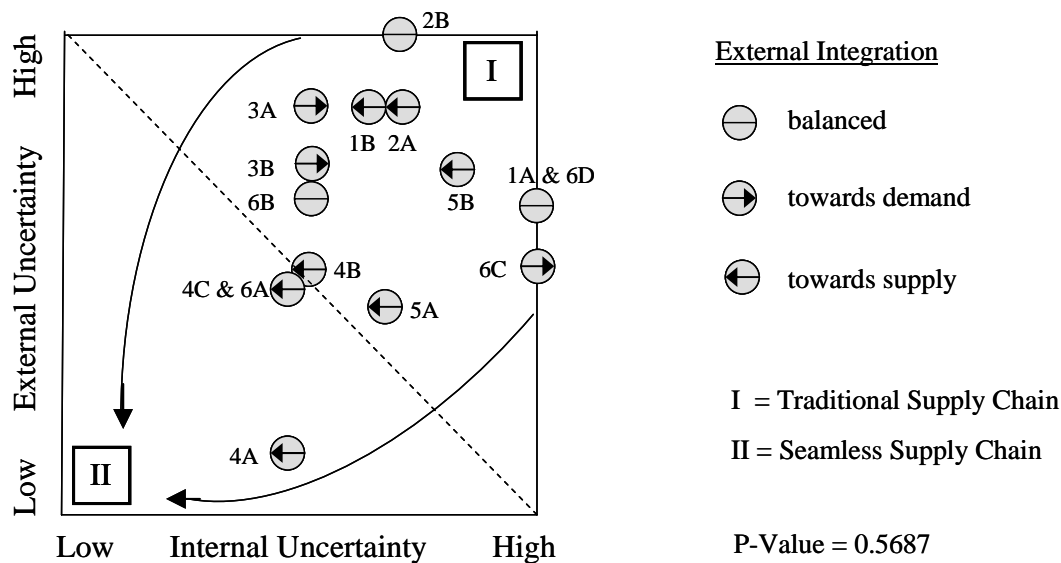 2B
High
I
External Integration
3A
1B
2A
balanced
3B
1A & 6D
6B
5B
towards demand
External Uncertainty
4B
6C
4C & 6A
5A
towards supply
I = Traditional Supply Chain
II
4A
II = Seamless Supply Chain
Low
Low
Internal Uncertainty
High
P-Value = 0.5687